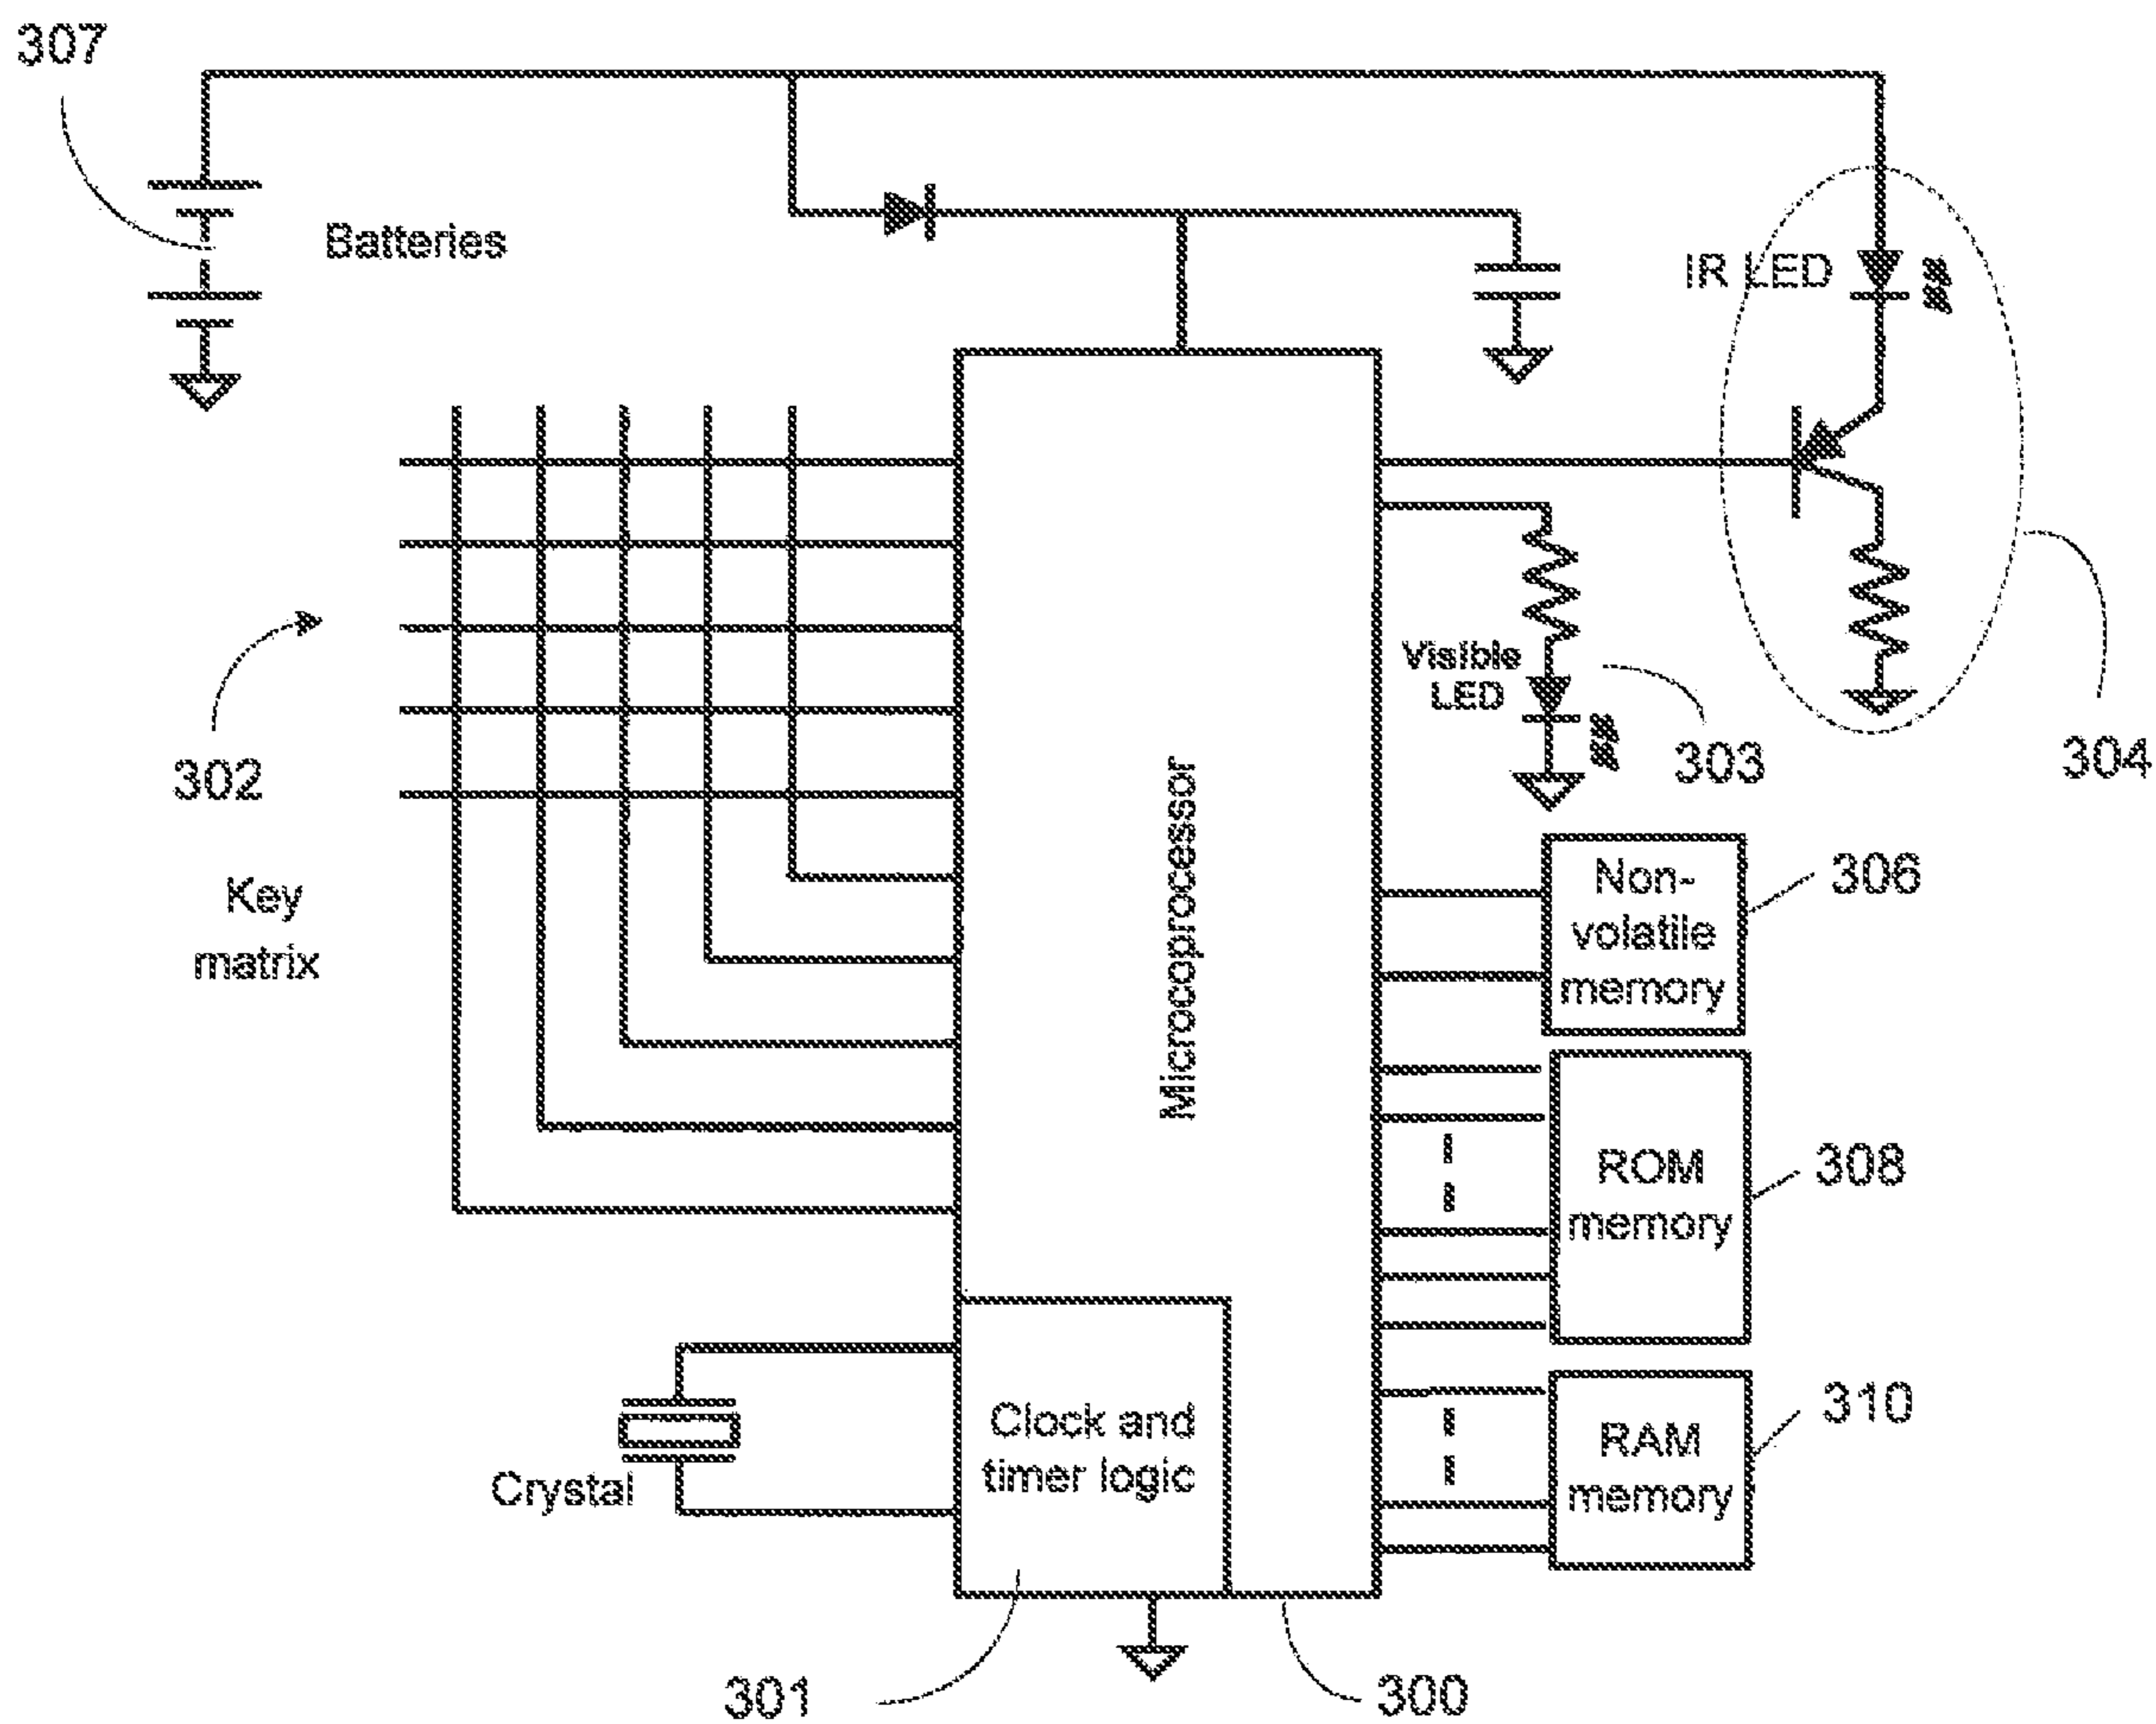 307
Batteries
IR LED
302
Key
matrix
Visible
LED
303
304
Microcoprocessor
Non-
volatile
memory
306
ROM
memory
308
RAM
memory
310
Crystal
Clock and
timer logic
301
300